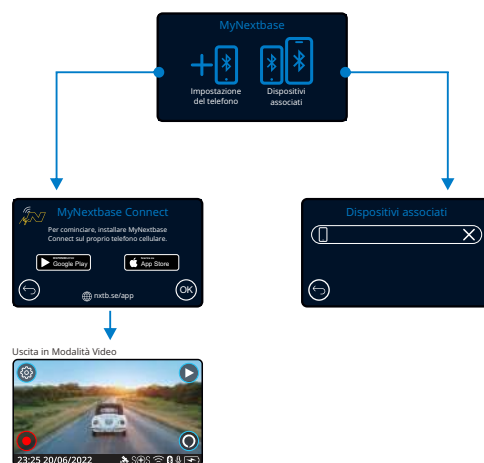 MyNextbase
Impostazione
del telefono
Dispositivi
associati
MyNextbase Connect
Per cominciare, installare MyNextbase
Connect sul proprio telefono cellulare.
Google Play
App Store
nxtb.se/app
OK
Dispositivi associati
Uscita in Modalità Video
23:25 20/06/2022
SOS